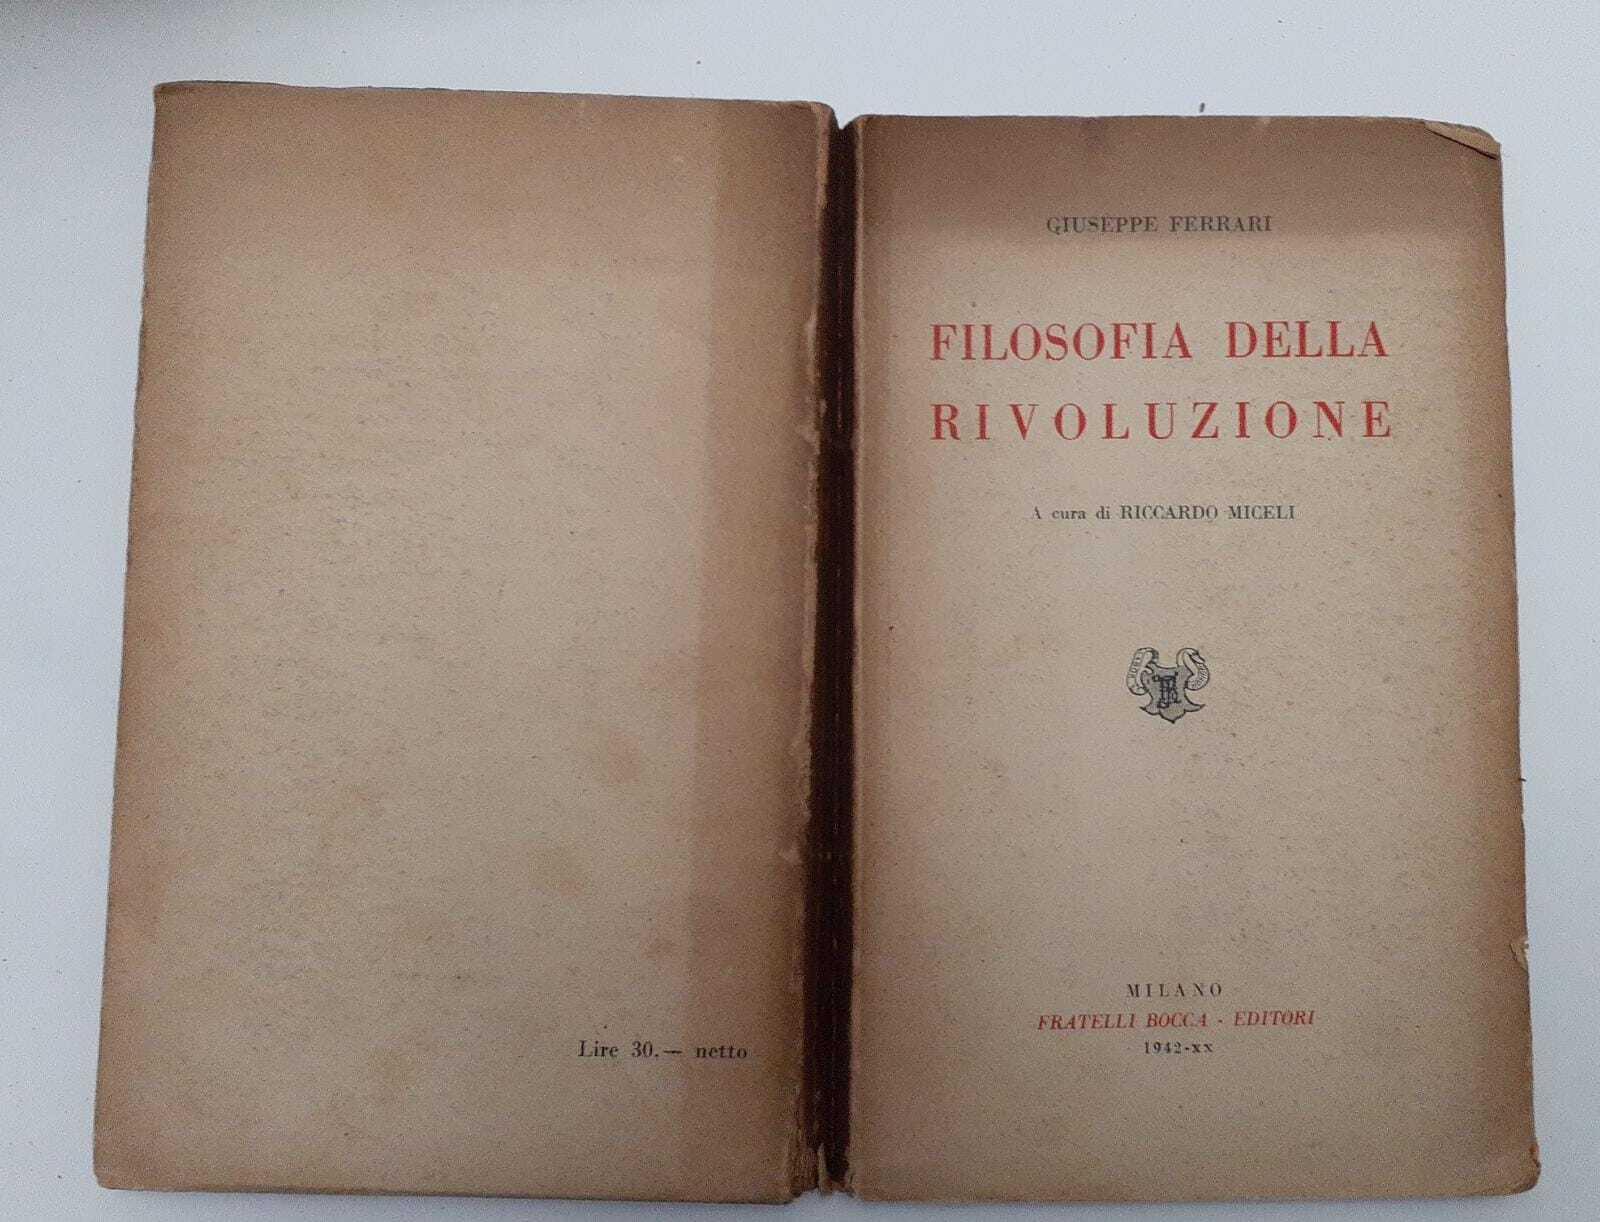 Lire 30.— netto
GIUSEPPE FERRARI
FILOSOFIA DELLA
RIVOLUZIONE
A cura di RICCARDO MICELI
MILANO
FRATELLI BOCCA - EDITORI
1942-XX